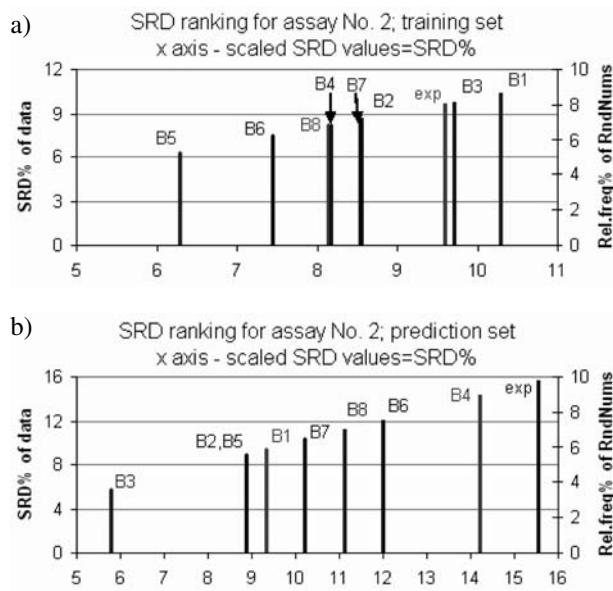 a)
SRD ranking for assay No. 2; training set
x axis - scaled SRD values=SRD%
SRD% of data
12
9
6
3
0
B5
B6
B8
B4
B7
B2
exp
B3
B1
10
8
6
4
2
0
Rel.freq% of RndNums
5 6 7 8 9 10 11
b)
SRD ranking for assay No. 2; prediction set
x axis - scaled SRD values=SRD%
SRD% of data
16
12
8
4
0
B3
B2,B5
B1
B7
B8
B6
B4
exp
10
8
6
4
2
0
Rel.freq% of RndNums
5 6 7 8 9 10 11 12 13 14 15 16